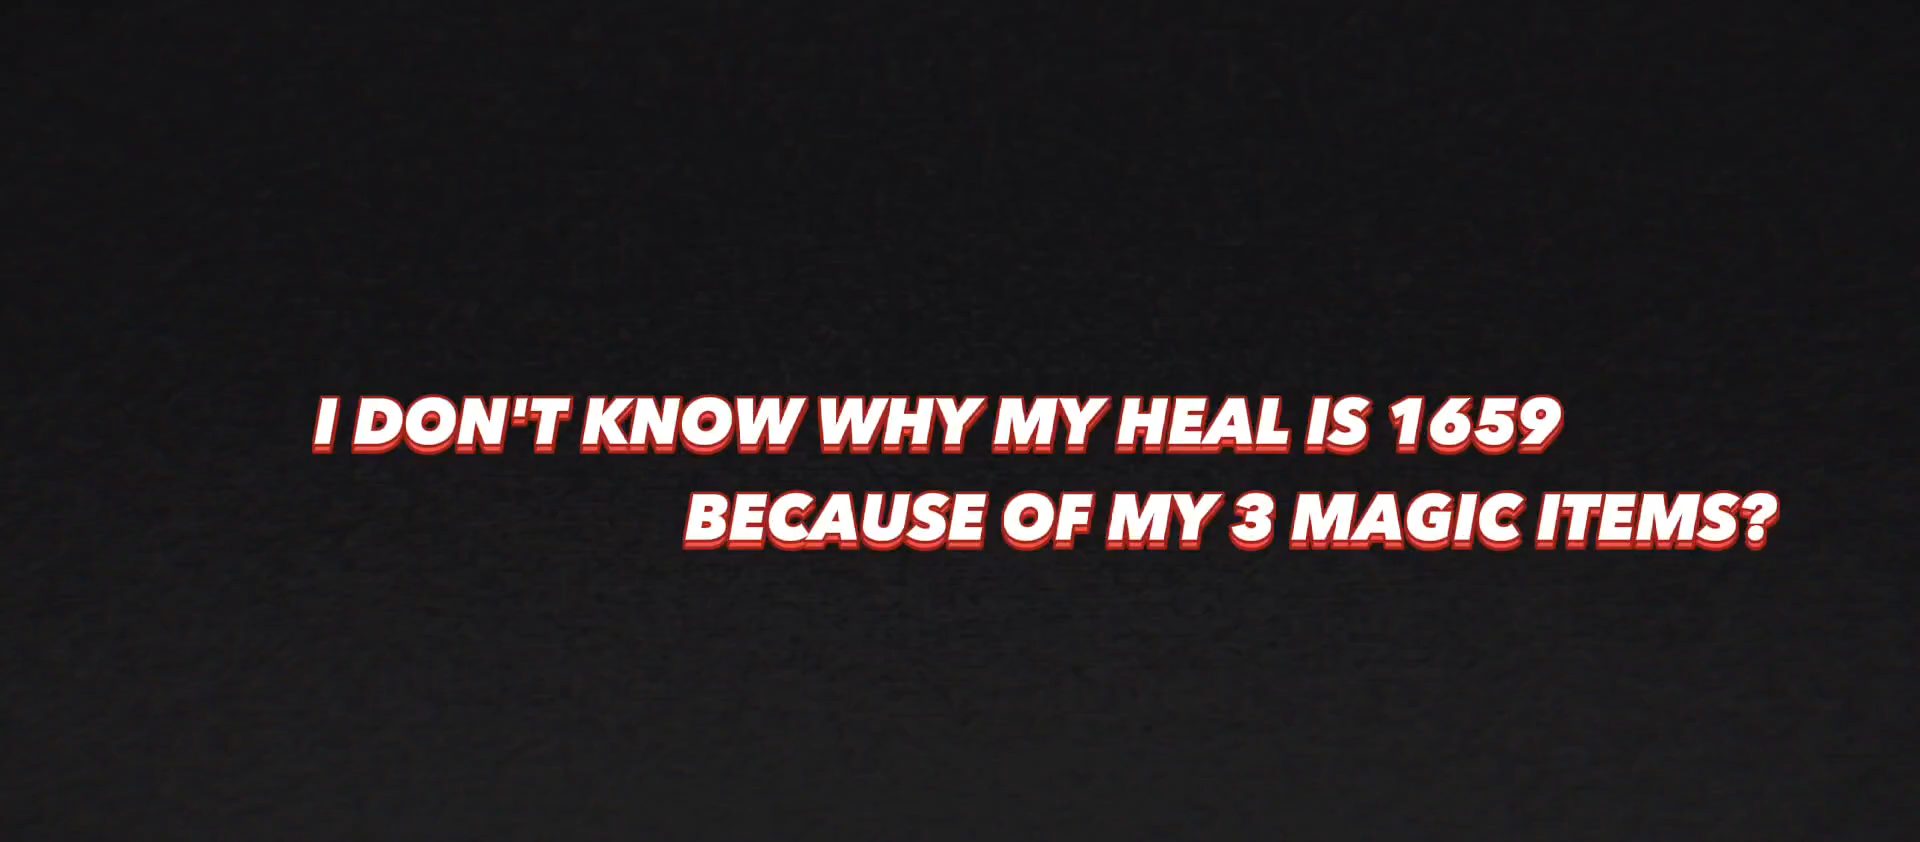 I DON'T KNOW WHY MY HEAL IS 1659
BECAUSE OF MY 3 MAGIC ITEMS?